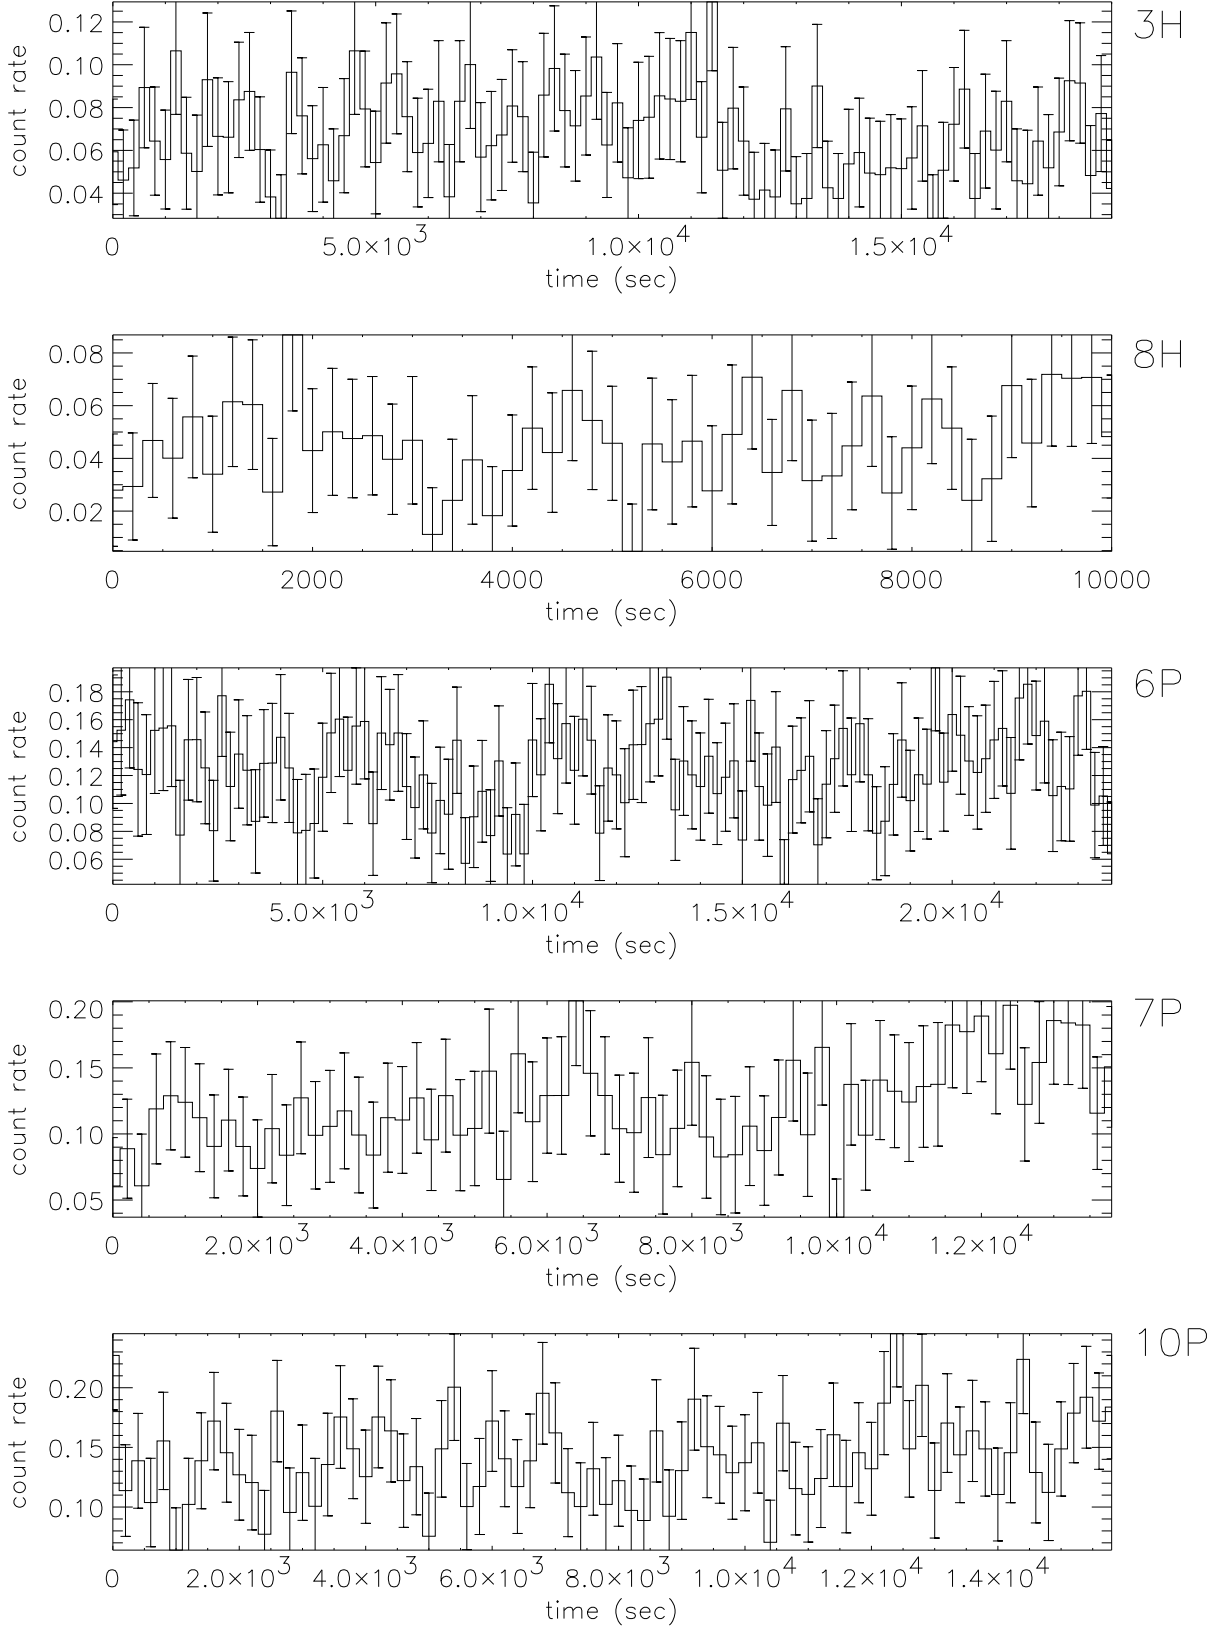 3H
count rate
0.12
0.10
0.08
0.06
0.04
0 5.0×10³ 1.0×10⁴ 1.5×10⁴
time (sec)
8H
count rate
0.08
0.06
0.04
0.02
0 2000 4000 6000 8000 10000
time (sec)
6P
count rate
0.18
0.16
0.14
0.12
0.10
0.08
0.06
0 5.0×10³ 1.0×10⁴ 1.5×10⁴ 2.0×10⁴
time (sec)
7P
count rate
0.20
0.15
0.10
0.05
0 2.0×10³ 4.0×10³ 6.0×10³ 8.0×10³ 1.0×10⁴ 1.2×10⁴
time (sec)
10P
count rate
0.20
0.15
0.10
0 2.0×10³ 4.0×10³ 6.0×10³ 8.0×10³ 1.0×10⁴ 1.2×10⁴ 1.4×10⁴
time (sec)